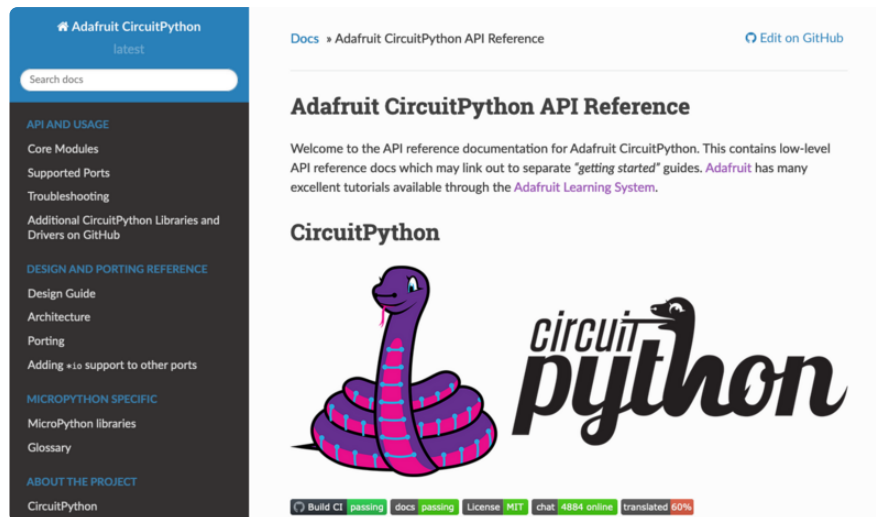 Adafruit CircuitPython
latest
Search docs
API AND USAGE
Core Modules
Supported Ports
Troubleshooting
Additional CircuitPython Libraries and
Drivers on GitHub
DESIGN AND PORTING REFERENCE
Design Guide
Architecture
Porting
Adding *io support to other ports
MICROPYTHON SPECIFIC
MicroPython libraries
Glossary
ABOUT THE PROJECT
CircuitPython
Docs » Adafruit CircuitPython API Reference
Edit on GitHub
Adafruit CircuitPython API Reference
Welcome to the API reference documentation for Adafruit CircuitPython. This contains low-level
API reference docs which may link out to separate "getting started" guides. Adafruit has many
excellent tutorials available through the Adafruit Learning System.
CircuitPython
circuit
python
Build CI passing docs passing License MIT chat 4884 online translated 60%